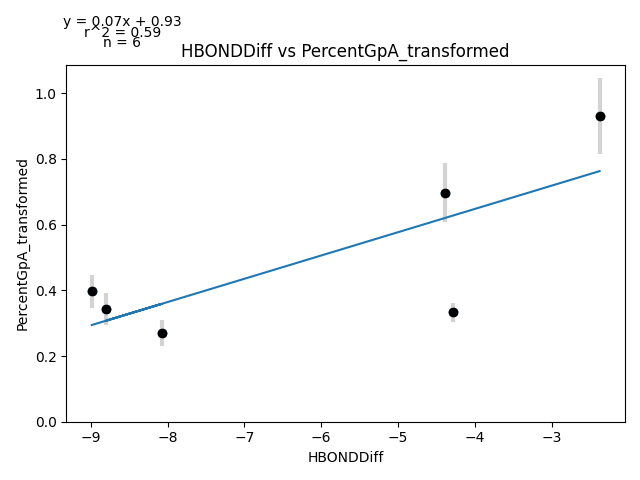 y = 0.07x + 0.93
r^2 = 0.59
n = 6
HBONDDiff vs PercentGpA_transformed
PercentGpA_transformed
1.0
0.8
0.6
0.4
0.2
0.0
−9
−8
−7
−6
−5
−4
−3
HBONDDiff